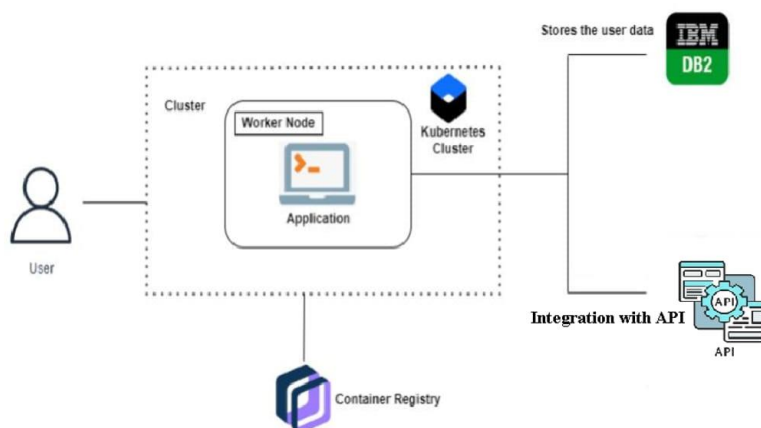 Stores the user data
IBM
DB2
Cluster
Worker Node
Kubernetes
Cluster
Application
User
Integration with API
API
API
Container Registry